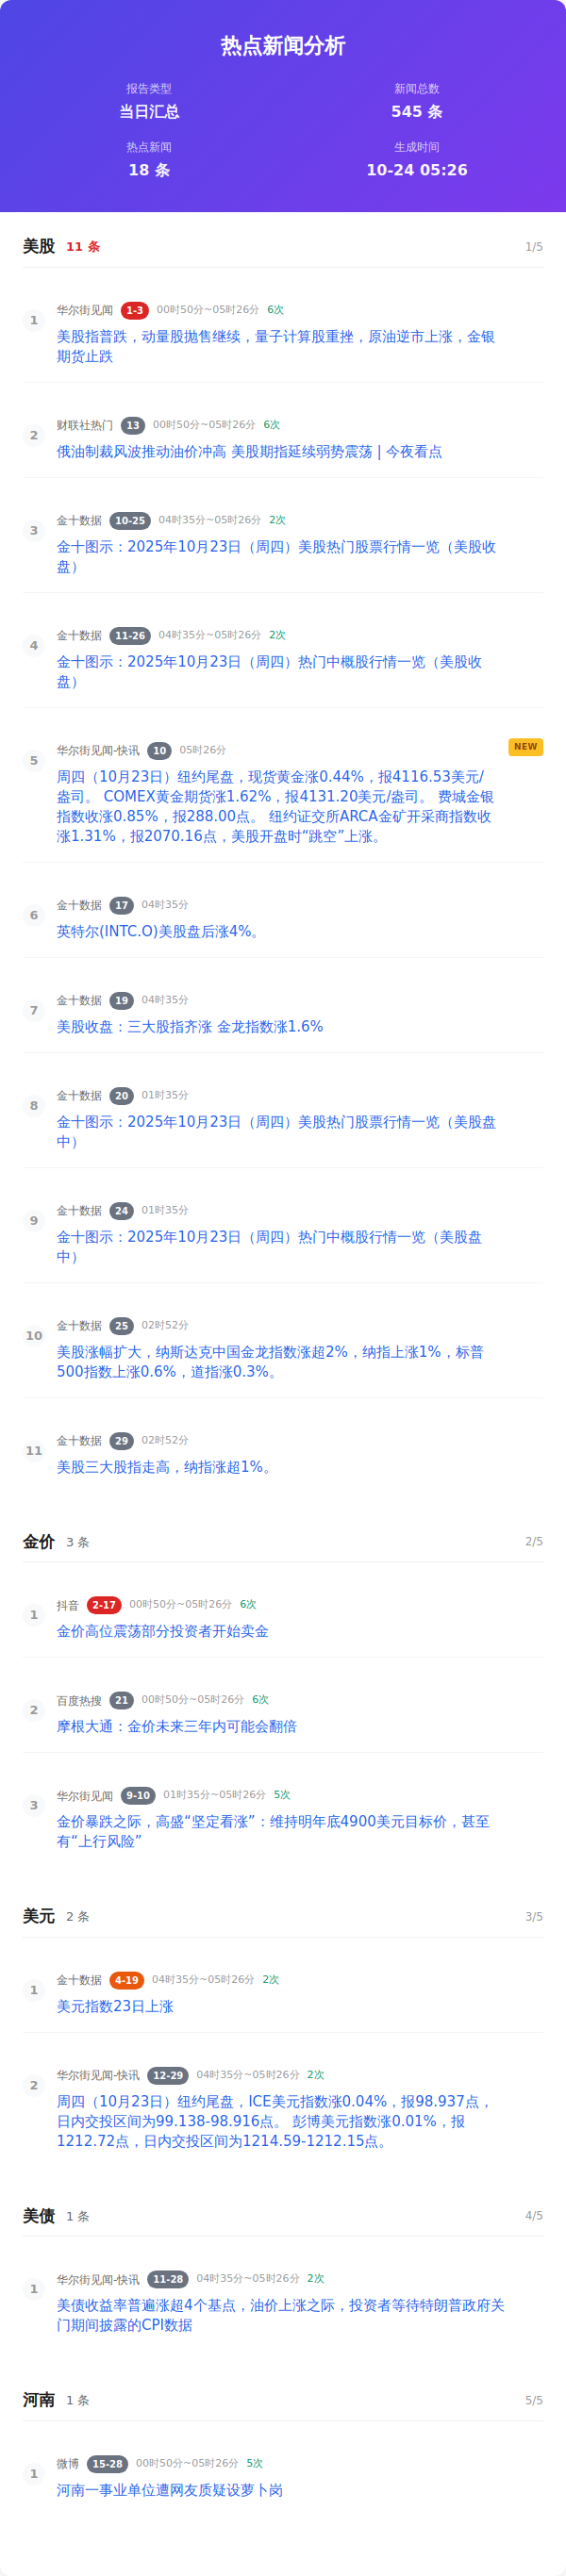 热点新闻分析
报告类型
当日汇总
新闻总数
545 条
热点新闻
18 条
生成时间
10-24 05:26
美股 11 条 1/5
1
华尔街见闻 1-3 00时50分~05时26分 6次
美股指普跌，动量股抛售继续，量子计算股重挫，原油逆市上涨，金银
期货止跌
2
财联社热门 13 00时50分~05时26分 6次
俄油制裁风波推动油价冲高 美股期指延续弱势震荡 | 今夜看点
3
金十数据 10-25 04时35分~05时26分 2次
金十图示：2025年10月23日（周四）美股热门股票行情一览（美股收
盘）
4
金十数据 11-26 04时35分~05时26分 2次
金十图示：2025年10月23日（周四）热门中概股行情一览（美股收
盘）
5
华尔街见闻-快讯 10 05时26分 NEW
周四（10月23日）纽约尾盘，现货黄金涨0.44%，报4116.53美元/
盎司。 COMEX黄金期货涨1.62%，报4131.20美元/盎司。 费城金银
指数收涨0.85%，报288.00点。 纽约证交所ARCA金矿开采商指数收
涨1.31%，报2070.16点，美股开盘时“跳空”上涨。
6
金十数据 17 04时35分
英特尔(INTC.O)美股盘后涨4%。
7
金十数据 19 04时35分
美股收盘：三大股指齐涨 金龙指数涨1.6%
8
金十数据 20 01时35分
金十图示：2025年10月23日（周四）美股热门股票行情一览（美股盘
中）
9
金十数据 24 01时35分
金十图示：2025年10月23日（周四）热门中概股行情一览（美股盘
中）
10
金十数据 25 02时52分
美股涨幅扩大，纳斯达克中国金龙指数涨超2%，纳指上涨1%，标普
500指数上涨0.6%，道指涨0.3%。
11
金十数据 29 02时52分
美股三大股指走高，纳指涨超1%。
金价 3 条 2/5
1
抖音 2-17 00时50分~05时26分 6次
金价高位震荡部分投资者开始卖金
2
百度热搜 21 00时50分~05时26分 6次
摩根大通：金价未来三年内可能会翻倍
3
华尔街见闻 9-10 01时35分~05时26分 5次
金价暴跌之际，高盛“坚定看涨”：维持明年底4900美元目标价，甚至
有“上行风险”
美元 2 条 3/5
1
金十数据 4-19 04时35分~05时26分 2次
美元指数23日上涨
2
华尔街见闻-快讯 12-29 04时35分~05时26分 2次
周四（10月23日）纽约尾盘，ICE美元指数涨0.04%，报98.937点，
日内交投区间为99.138-98.916点。 彭博美元指数涨0.01%，报
1212.72点，日内交投区间为1214.59-1212.15点。
美债 1 条 4/5
1
华尔街见闻-快讯 11-28 04时35分~05时26分 2次
美债收益率普遍涨超4个基点，油价上涨之际，投资者等待特朗普政府关
门期间披露的CPI数据
河南 1 条 5/5
1
微博 15-28 00时50分~05时26分 5次
河南一事业单位遭网友质疑设萝卜岗